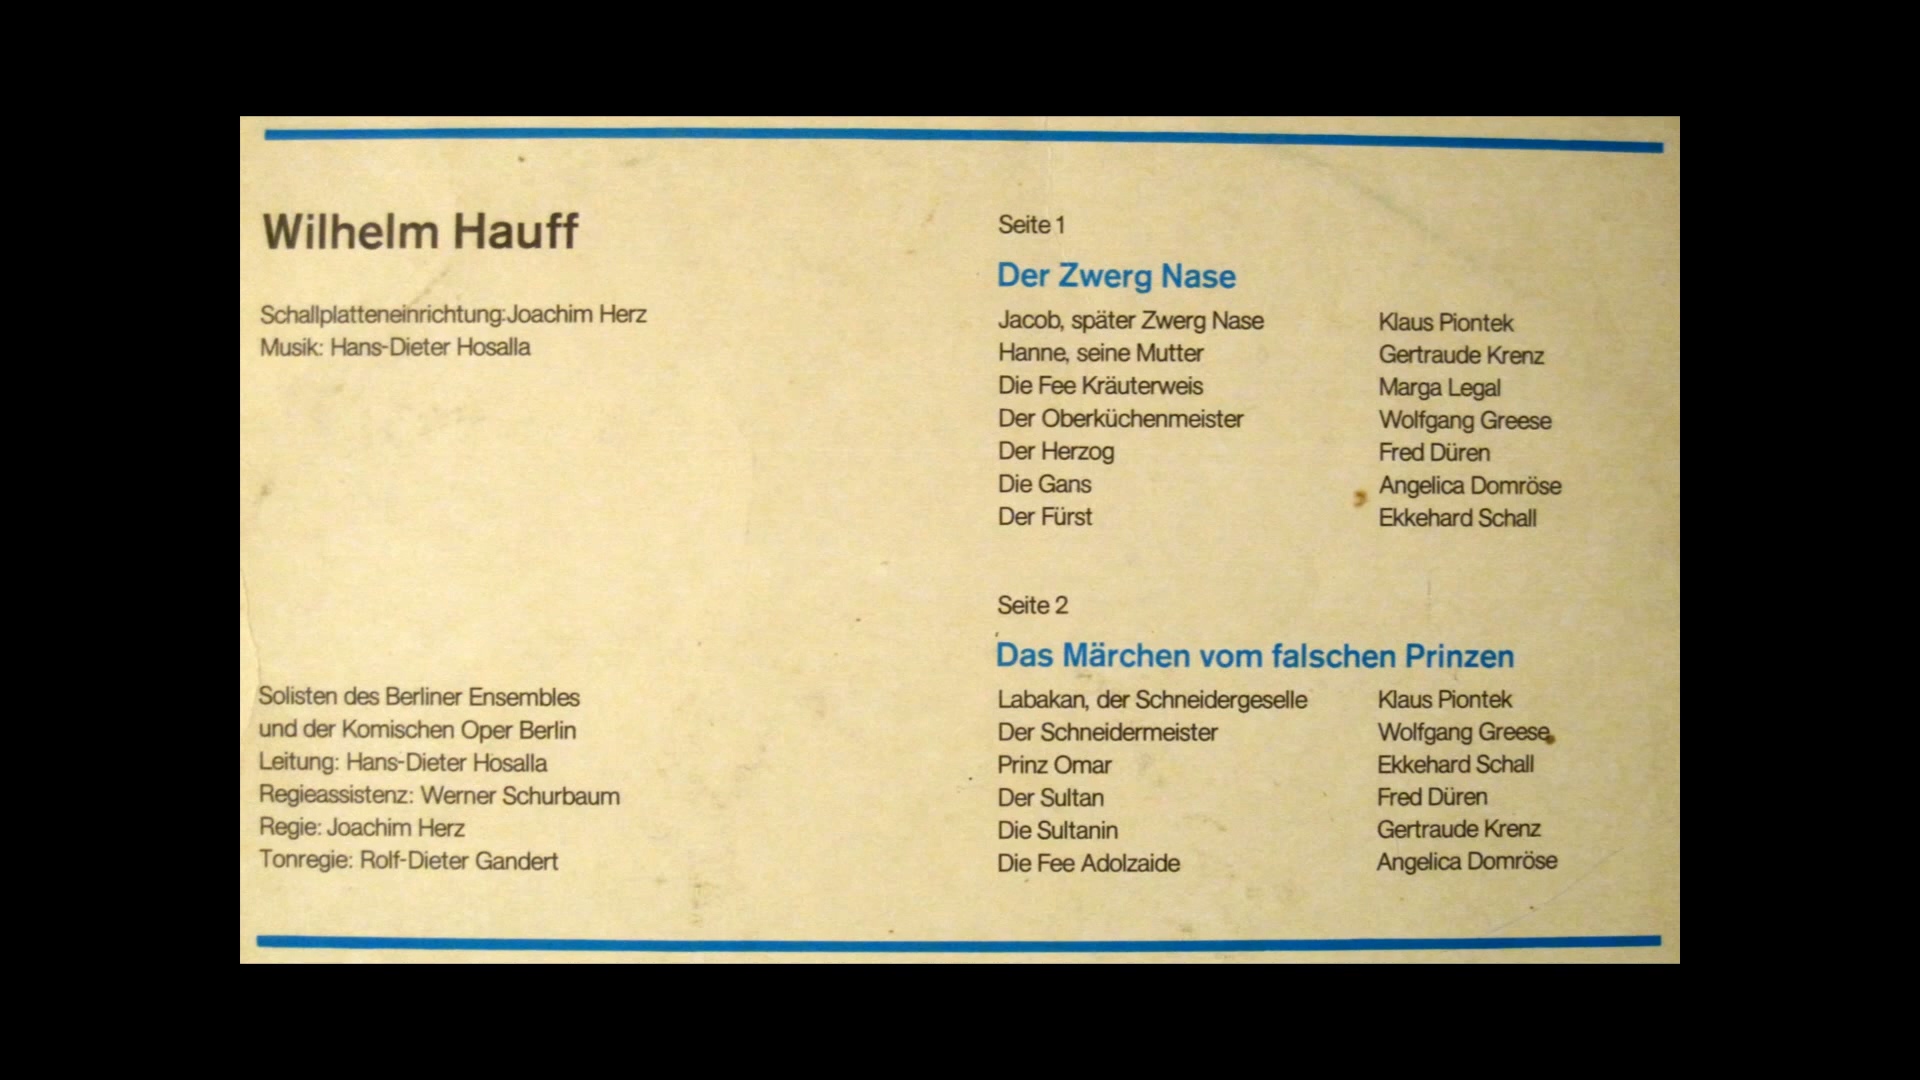 Wilhelm Hauff
Schallplatteneinrichtung: Joachim Herz
Musik: Hans-Dieter Hosalla
Solisten des Berliner Ensembles
und der Komischen Oper Berlin
Leitung: Hans-Dieter Hosalla
Regieassistenz: Werner Schurbaum
Regie: Joachim Herz
Tonregie: Rolf-Dieter Gandert
Seite 1
Der Zwerg Nase
Jacob, später Zwerg Nase Klaus Piontek
Hanne, seine Mutter Gertraude Krenz
Die Fee Kräuterweis Marga Legal
Der Oberküchenmeister Wolfgang Greese
Der Herzog Fred Düren
Die Gans Angelica Domröse
Der Fürst Ekkehard Schall
Seite 2
Das Märchen vom falschen Prinzen
Labakan, der Schneidergeselle Klaus Piontek
Der Schneidermeister Wolfgang Greese
Prinz Omar Ekkehard Schall
Der Sultan Fred Düren
Die Sultanin Gertraude Krenz
Die Fee Adolzaide Angelica Domröse